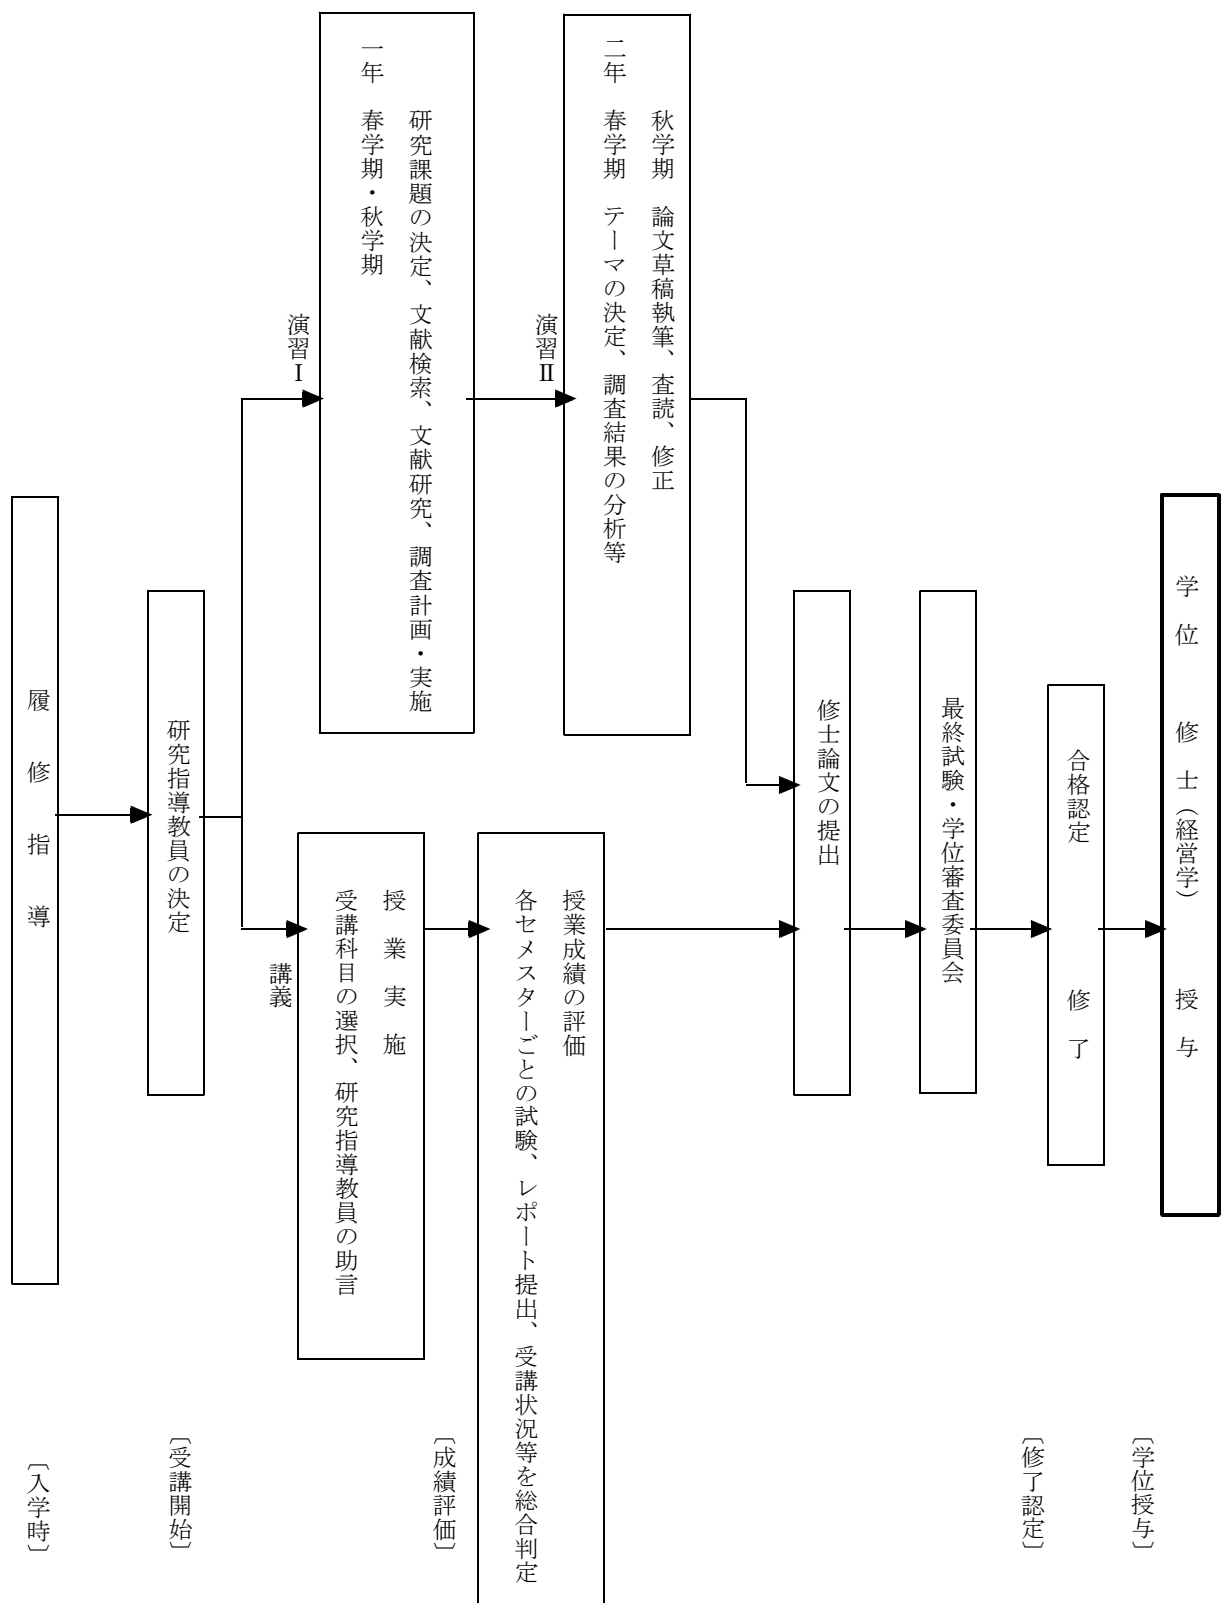 履修指導
研究指導教員の決定
演習Ⅰ
一年 春学期・秋学期
研究課題の決定、文献検索、文献研究、調査計画・実施
演習Ⅱ
二年 春学期 テーマの決定、調査結果の分析等
秋学期 論文草稿執筆、査読、修正
講義
授業実施
受講科目の選択、研究指導教員の助言
授業成績の評価
各セメスターごとの試験、レポート提出、受講状況等を総合判定
修士論文の提出
最終試験・学位審査委員会
合格認定 修了
学位 修士(経営学) 授与
〔入学時〕
〔受講開始〕
〔成績評価〕
〔修了認定〕
〔学位授与〕